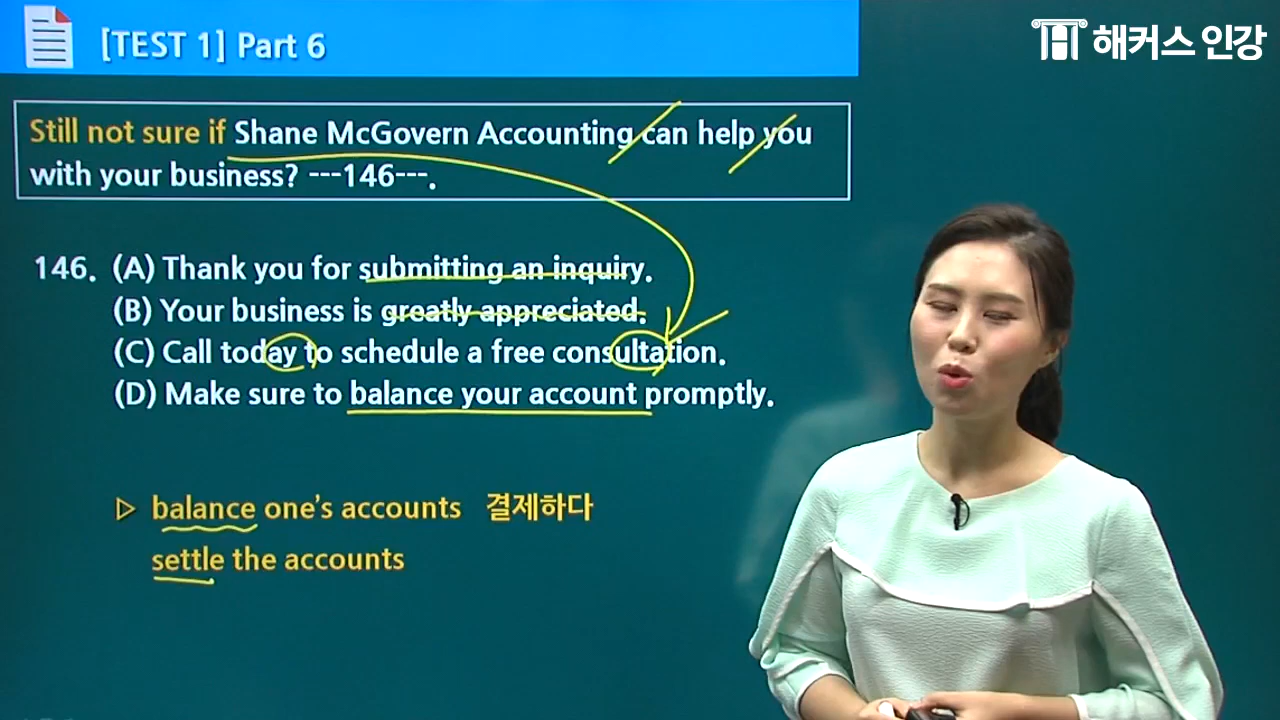 [TEST 1] Part 6
해커스 인강
Still not sure if Shane McGovern Accounting can help you
with your business? ---146---.
146. (A) Thank you for submitting an inquiry.
(B) Your business is greatly appreciated.
(C) Call today to schedule a free consultation.
(D) Make sure to balance your account promptly.
▷ balance one's accounts 결제하다
settle the accounts